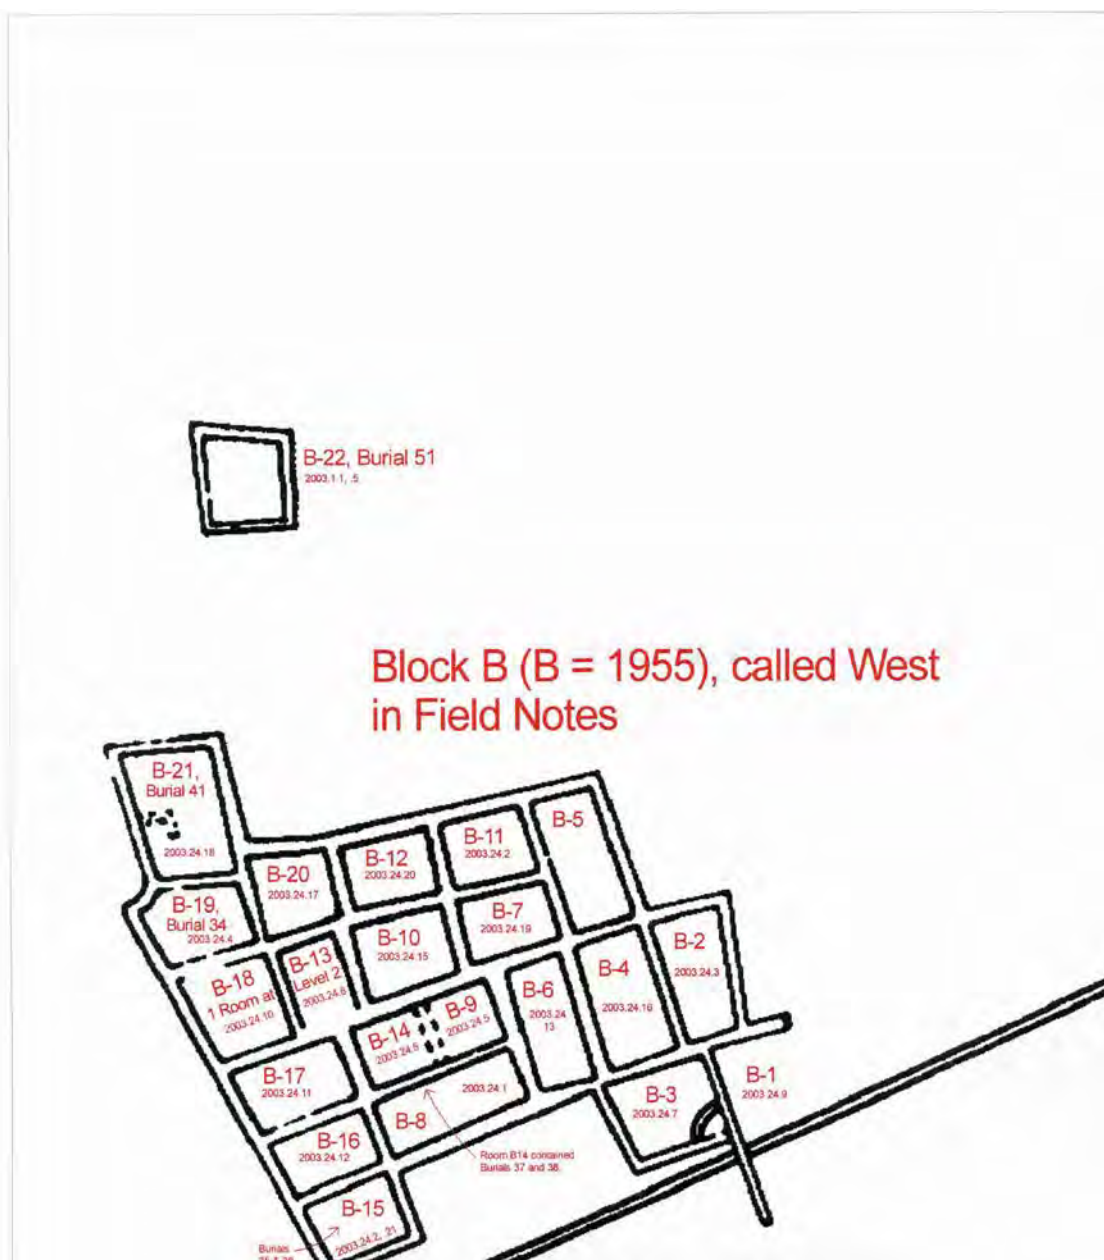 B-22, Burial 51
2003.1 1, .5
Block B (B = 1955), called West
in Field Notes
B-21,
Burial 41
2003.24.18
B-20
2003.24.17
B-12
2003.24.20
B-11
2003.24.2
B-5
B-19,
Burial 34
2003.24.4
B-18
1 Room at
2003.24.10
B-13
Level 2
2003.24.6
B-10
2003.24.15
B-7
2003.24.19
B-2
2003.24.3
B-4
2003.24.16
B-6
2003.24
13
B-9
2003.24.5
B-14
B-17
2003.24.11
B-8
2003.24.1
B-3
2003.24.7
B-1
2003.24.9
B-16
2003.24.12
Room B14 contained
Burials 37 and 38.
B-15
2003.24.2, .21
Burials